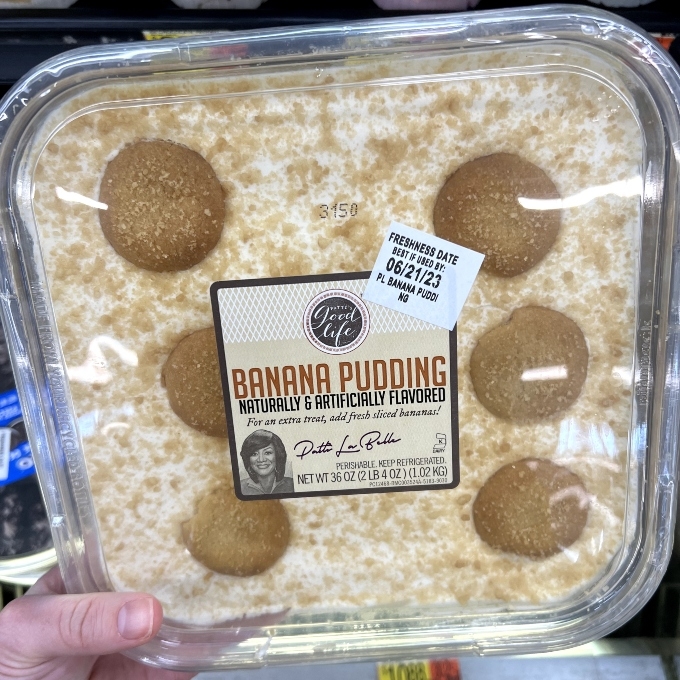 3150
FRESHNESS DATE
BEST IF USED BY:
06/21/23
PL BANANA PUDDI
NG
PATTI'S
Good
life
BANANA PUDDING
NATURALLY & ARTIFICIALLY FLAVORED
For an extra treat, add fresh sliced bananas!
Patti LaBelle
DAIRY
PERISHABLE. KEEP REFRIGERATED.
NET WT 36 OZ (2 LB 4 OZ) (1.02 KG)